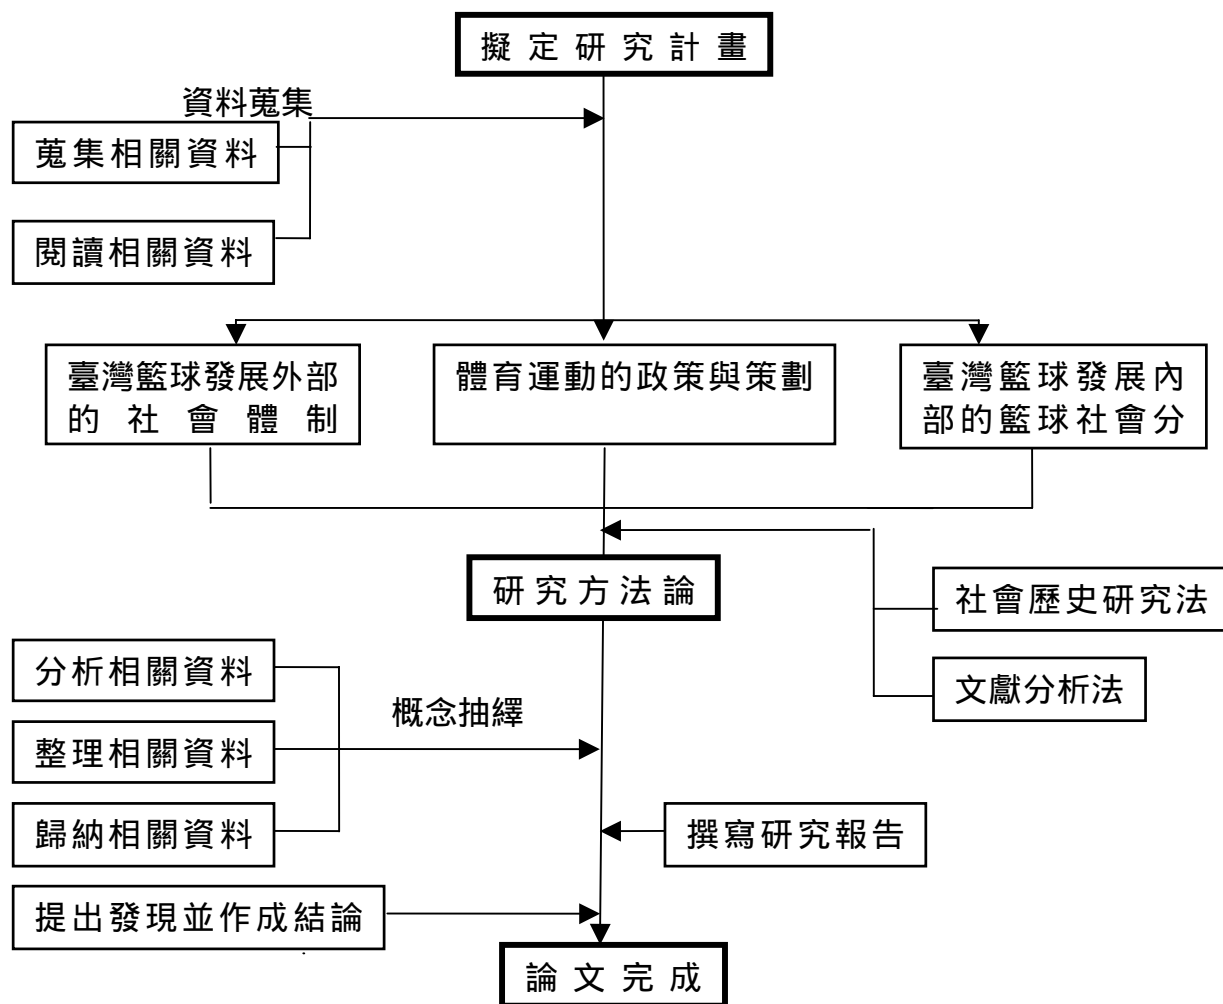 擬定研究計畫
資料蒐集
蒐集相關資料
閱讀相關資料
臺灣籃球發展外部
的社會體制
體育運動的政策與策劃
臺灣籃球發展內
部的籃球社會分
研究方法論
社會歷史研究法
文獻分析法
分析相關資料
概念抽繹
整理相關資料
歸納相關資料
撰寫研究報告
提出發現並作成結論
論文完成